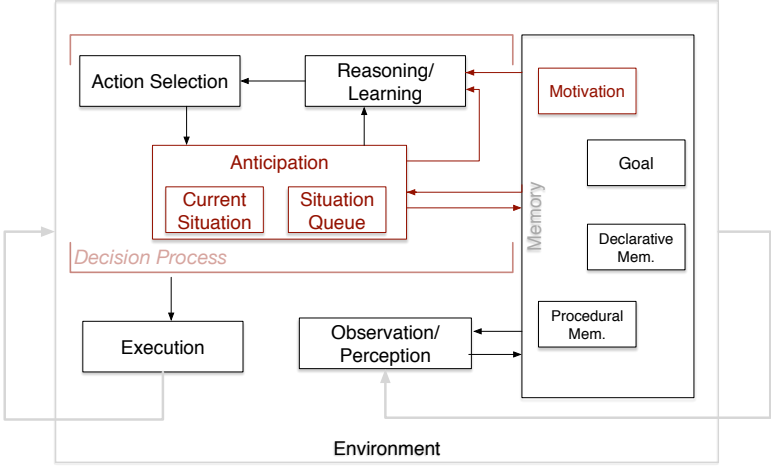 Action Selection
Reasoning/
Learning
Motivation
Anticipation
Goal
Current
Situation
Situation
Queue
Memory
Declarative
Mem.
Decision Process
Procedural
Mem.
Execution
Observation/
Perception
Environment